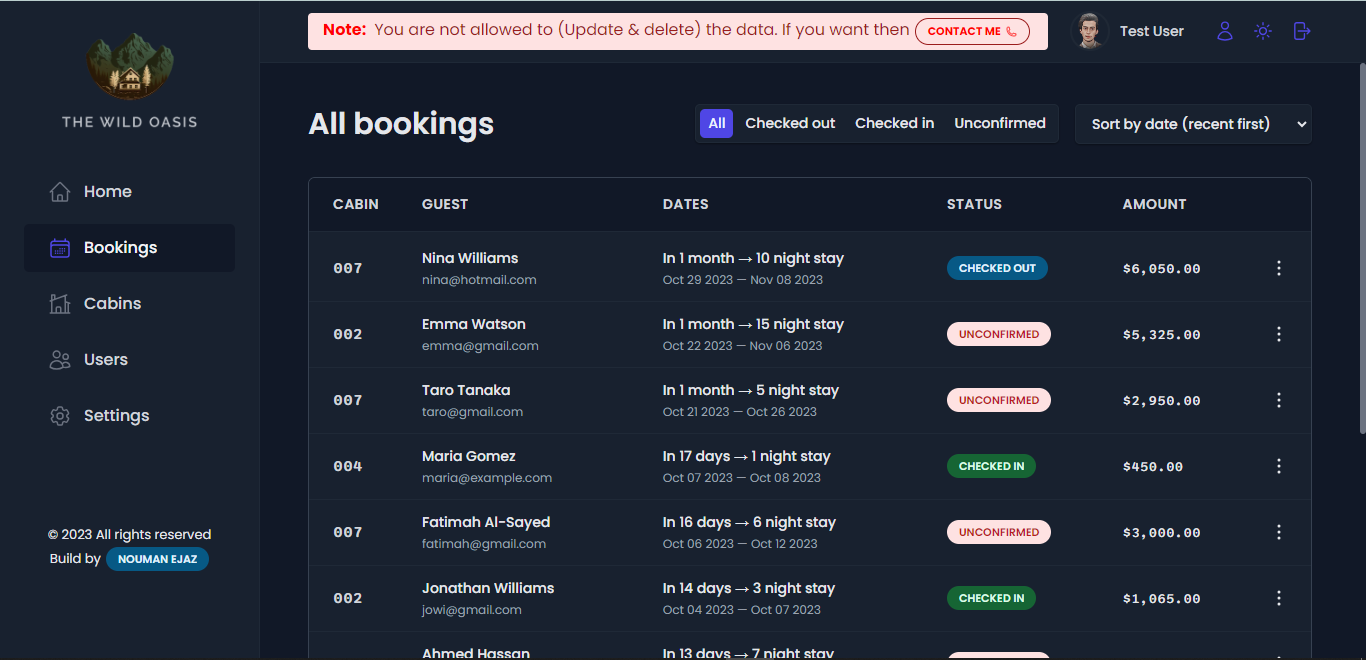 Note: You are not allowed to (Update & delete) the data. If you want then CONTACT ME
Test User
THE WILD OASIS
Home
Bookings
Cabins
Users
Settings
© 2023 All rights reserved
Build by NOUMAN EJAZ
All bookings
All Checked out Checked in Unconfirmed
Sort by date (recent first)
CABIN GUEST DATES STATUS AMOUNT
007 Nina Williams In 1 month → 10 night stay CHECKED OUT $6,050.00
nina@hotmail.com Oct 29 2023 — Nov 08 2023
002 Emma Watson In 1 month → 15 night stay UNCONFIRMED $5,325.00
emma@gmail.com Oct 22 2023 — Nov 06 2023
007 Taro Tanaka In 1 month → 5 night stay UNCONFIRMED $2,950.00
taro@gmail.com Oct 21 2023 — Oct 26 2023
004 Maria Gomez In 17 days → 1 night stay CHECKED IN $450.00
maria@example.com Oct 07 2023 — Oct 08 2023
007 Fatimah Al-Sayed In 16 days → 6 night stay UNCONFIRMED $3,000.00
fatimah@gmail.com Oct 06 2023 — Oct 12 2023
002 Jonathan Williams In 14 days → 3 night stay CHECKED IN $1,065.00
jowi@gmail.com Oct 04 2023 — Oct 07 2023
Ahmed Hassan In 13 days → 7 night stay